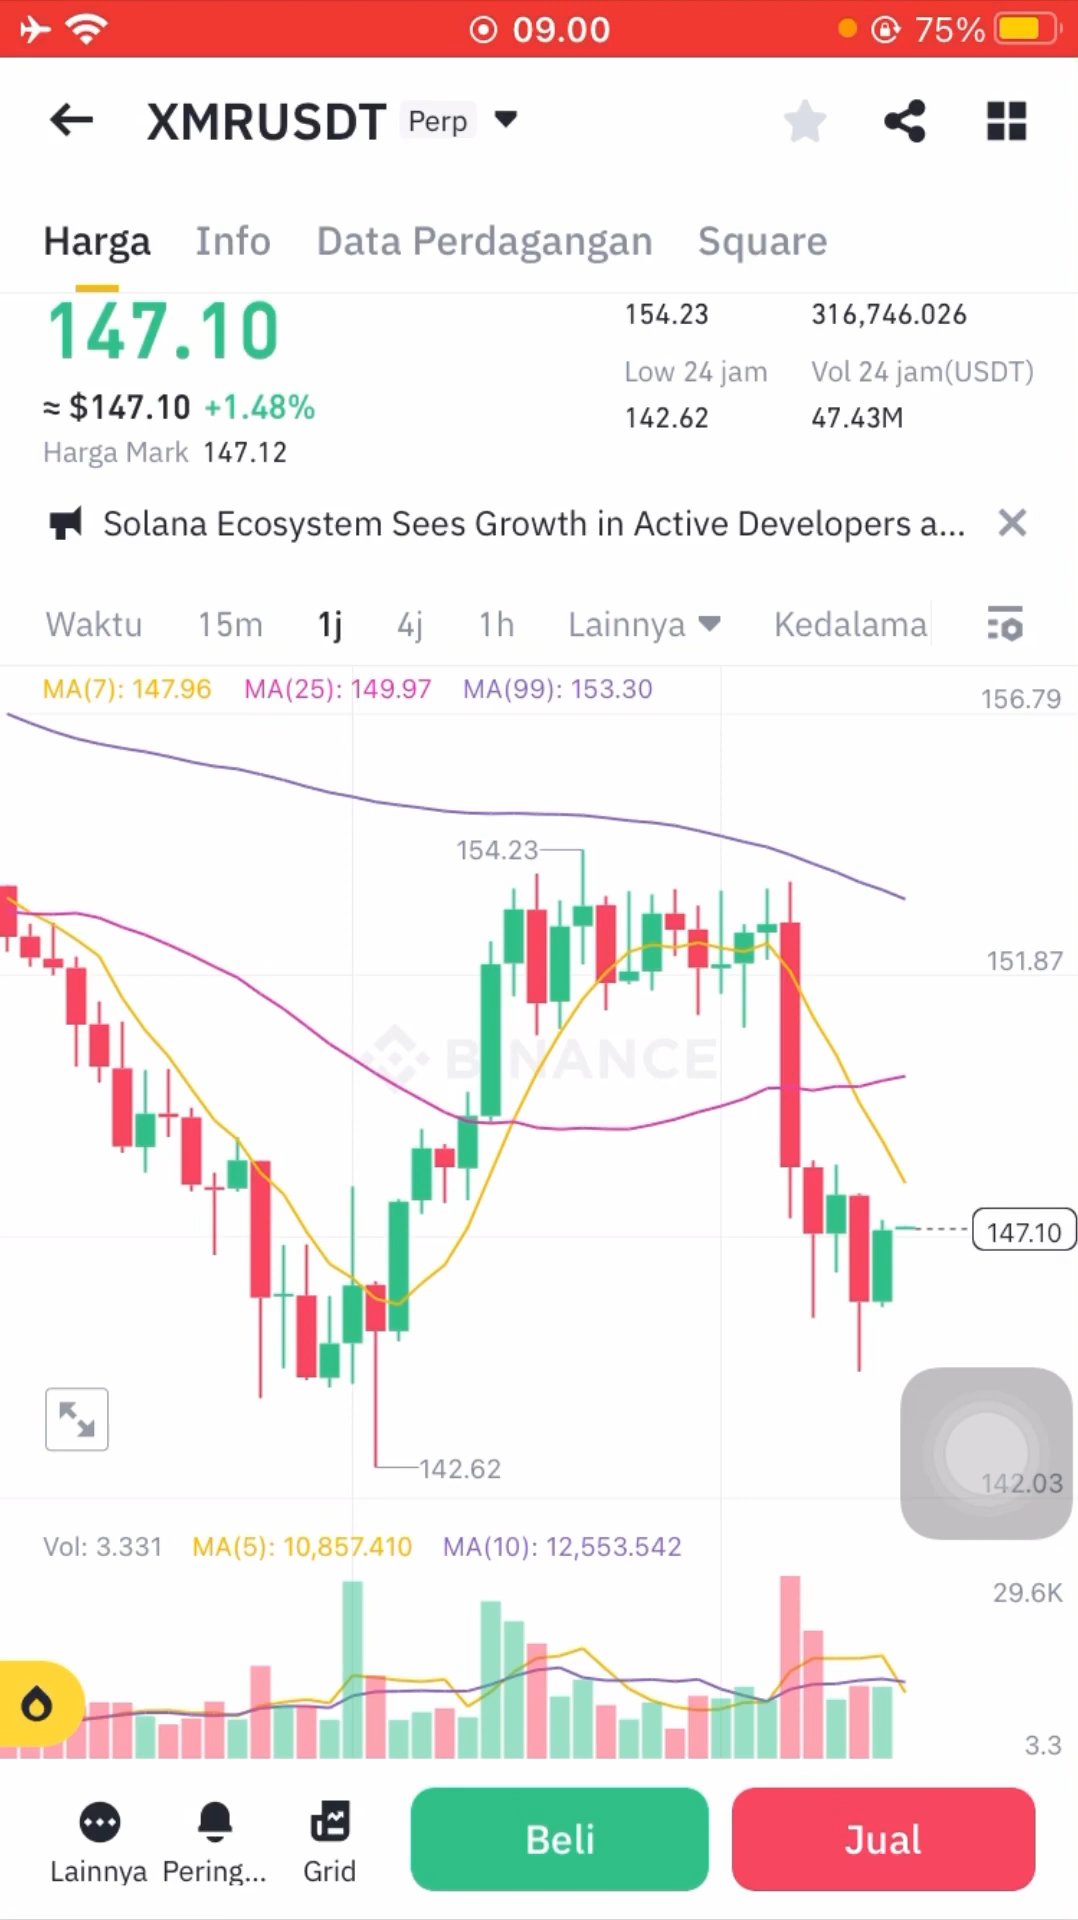 09.00 75%
XMRUSDT Perp
Harga Info Data Perdagangan Square
147.10
154.23 316,746.026
Low 24 jam Vol 24 jam(USDT)
≈ $147.10 +1.48%
142.62 47.43M
Harga Mark 147.12
Solana Ecosystem Sees Growth in Active Developers a...
Waktu 15m 1j 4j 1h Lainnya Kedalama
MA(7): 147.96 MA(25): 149.97 MA(99): 153.30
156.79
154.23
151.87
BINANCE
147.10
142.62
142.03
Vol: 3.331 MA(5): 10,857.410 MA(10): 12,553.542
29.6K
3.3
Lainnya Pering... Grid Beli Jual